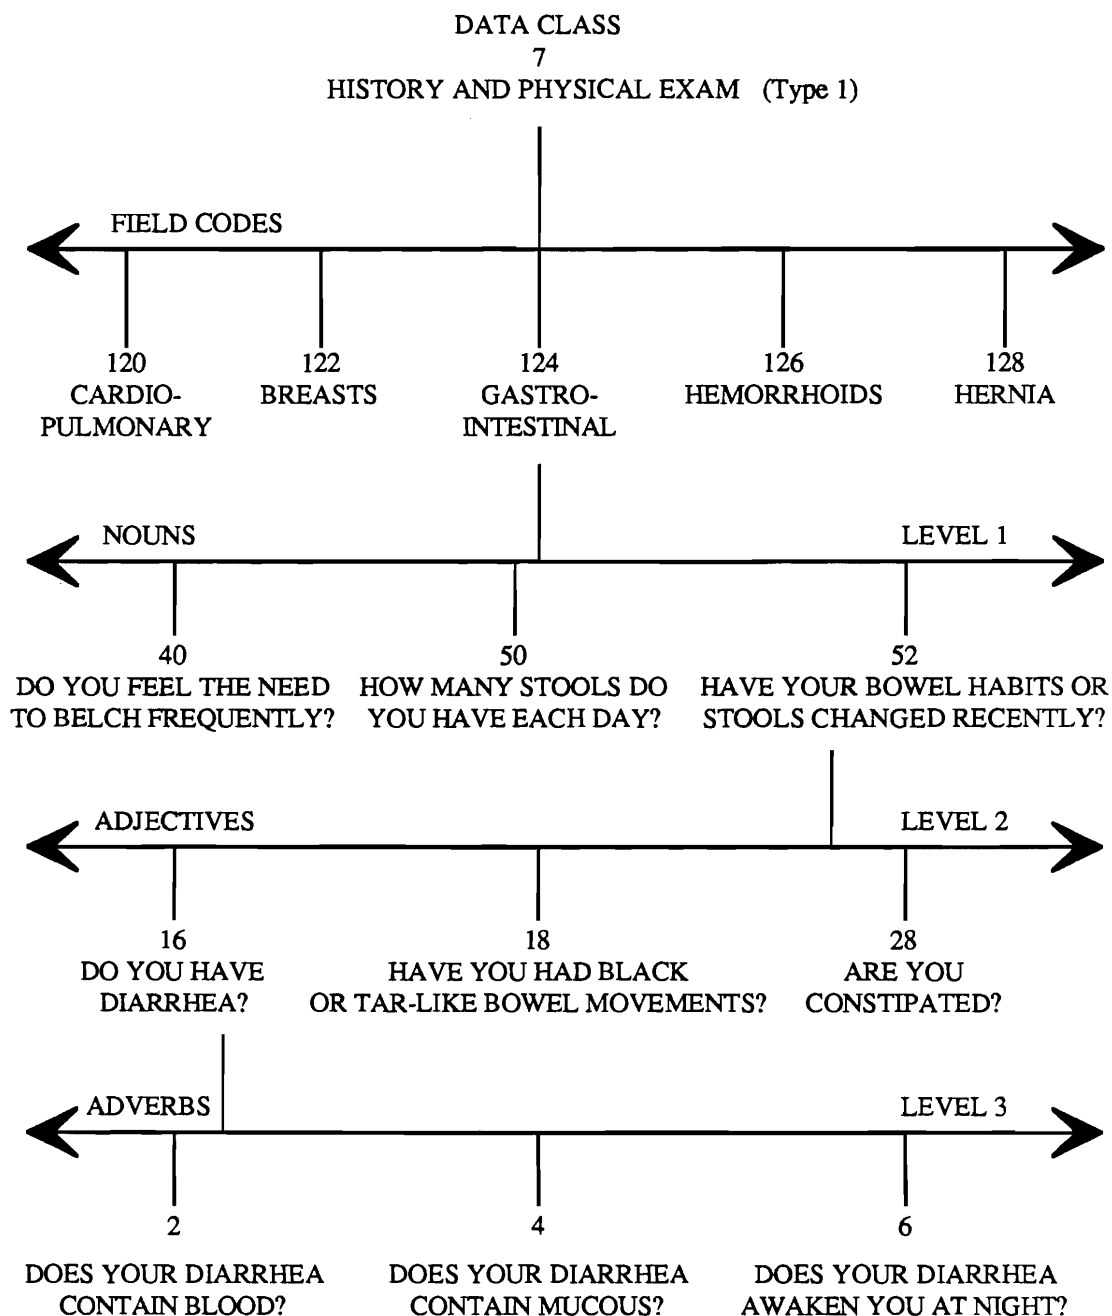 DATA CLASS
7
HISTORY AND PHYSICAL EXAM (Type 1)
FIELD CODES
120 122 124 126 128
CARDIO- BREASTS GASTRO- HEMORRHOIDS HERNIA
PULMONARY INTESTINAL
NOUNS LEVEL 1
40 50 52
DO YOU FEEL THE NEED HOW MANY STOOLS DO HAVE YOUR BOWEL HABITS OR
TO BELCH FREQUENTLY? YOU HAVE EACH DAY? STOOLS CHANGED RECENTLY?
ADJECTIVES LEVEL 2
16 18 28
DO YOU HAVE HAVE YOU HAD BLACK ARE YOU
DIARRHEA? OR TAR-LIKE BOWEL MOVEMENTS? CONSTIPATED?
ADVERBS LEVEL 3
2 4 6
DOES YOUR DIARRHEA DOES YOUR DIARRHEA DOES YOUR DIARRHEA
CONTAIN BLOOD? CONTAIN MUCOUS? AWAKEN YOU AT NIGHT?